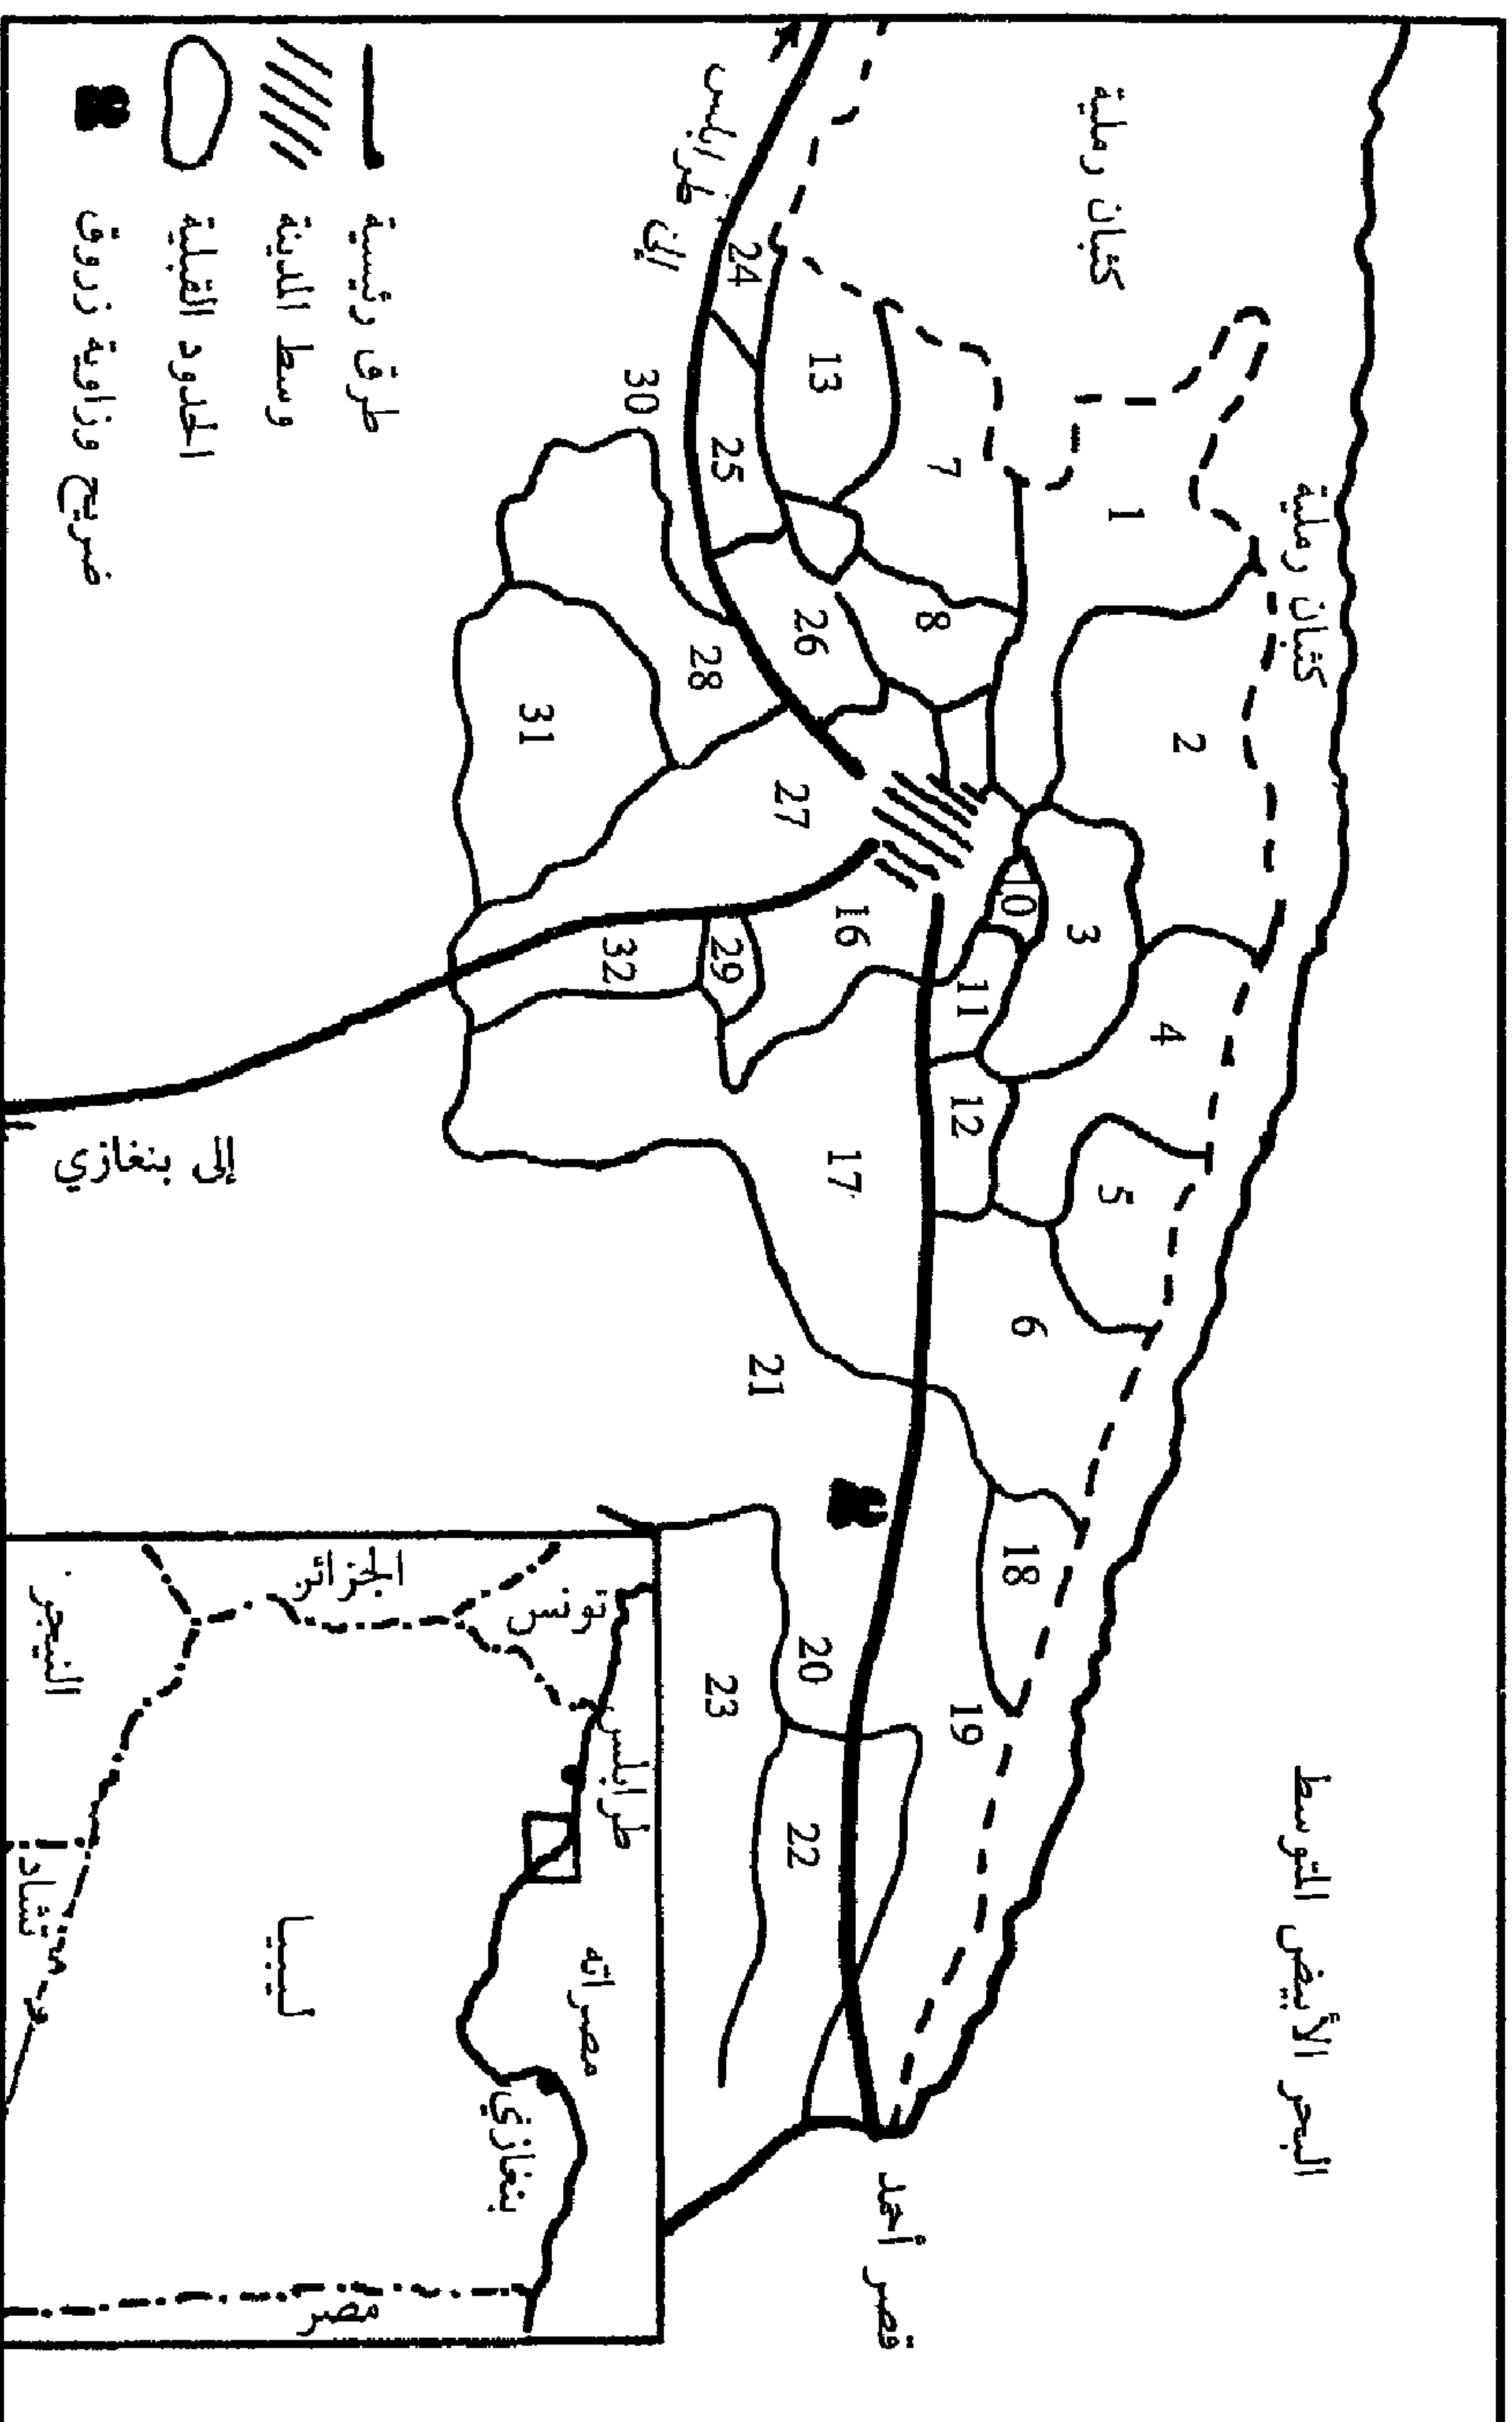 البحر الأبيض المتوسط
كثبان رملية
كثبان رملية
1
2
3
4
5
6
7
8
10
11
12
13
16
17
18
19
20
21
22
23
24
25
26
27
28
29
30
31
32
قصر أحمد
إلى طرابلس
إلى بنغازي
طرق رئيسية
وسط المدينة
الحدود القبلية
ضريح وزاوية زروق
تونس
الجزائر
النيجر
تشاد
ليبيا
طرابلس
مصراته
بنغازي
مصر